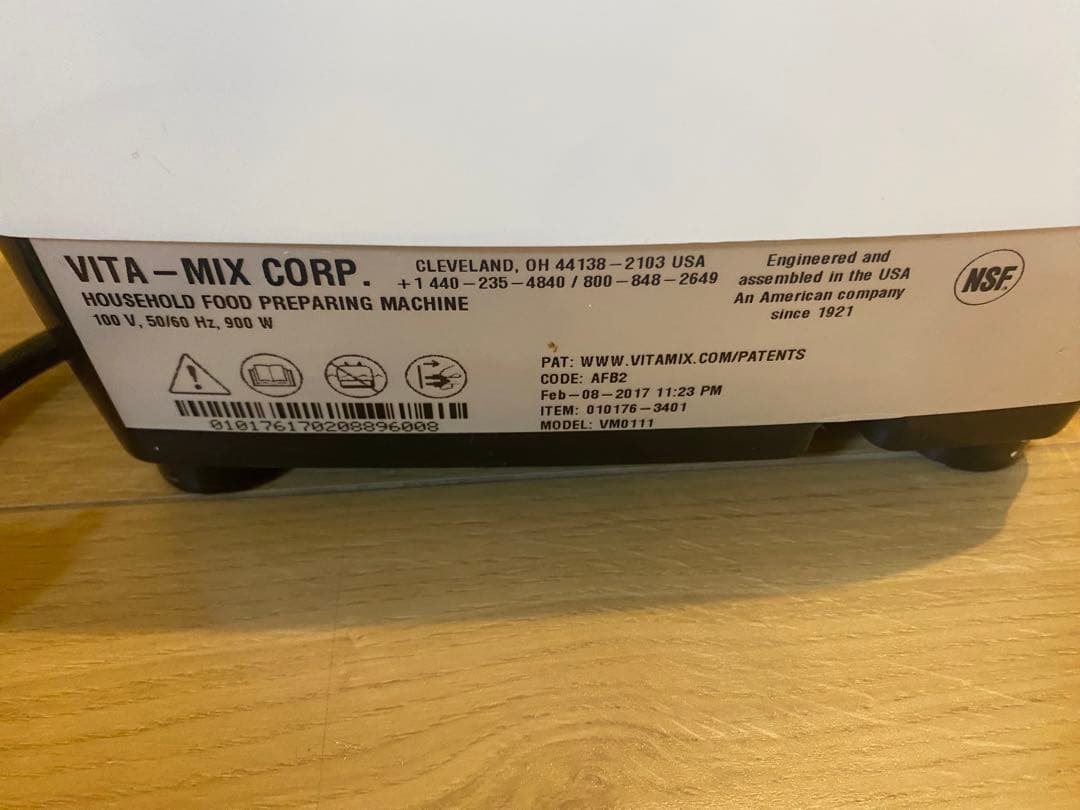 VITA-MIX CORP.
HOUSEHOLD FOOD PREPARING MACHINE
100 V, 50/60 Hz, 900 W
CLEVELAND, OH 44138-2103 USA
+1 440-235-4840 / 800-848-2649
Engineered and
assembled in the USA
An American company
since 1921
NSF.
PAT: WWW.VITAMIX.COM/PATENTS
CODE: AFB2
Feb-08-2017 11:23 PM
ITEM: 010176-3401
MODEL: VM0111
010176170208896008